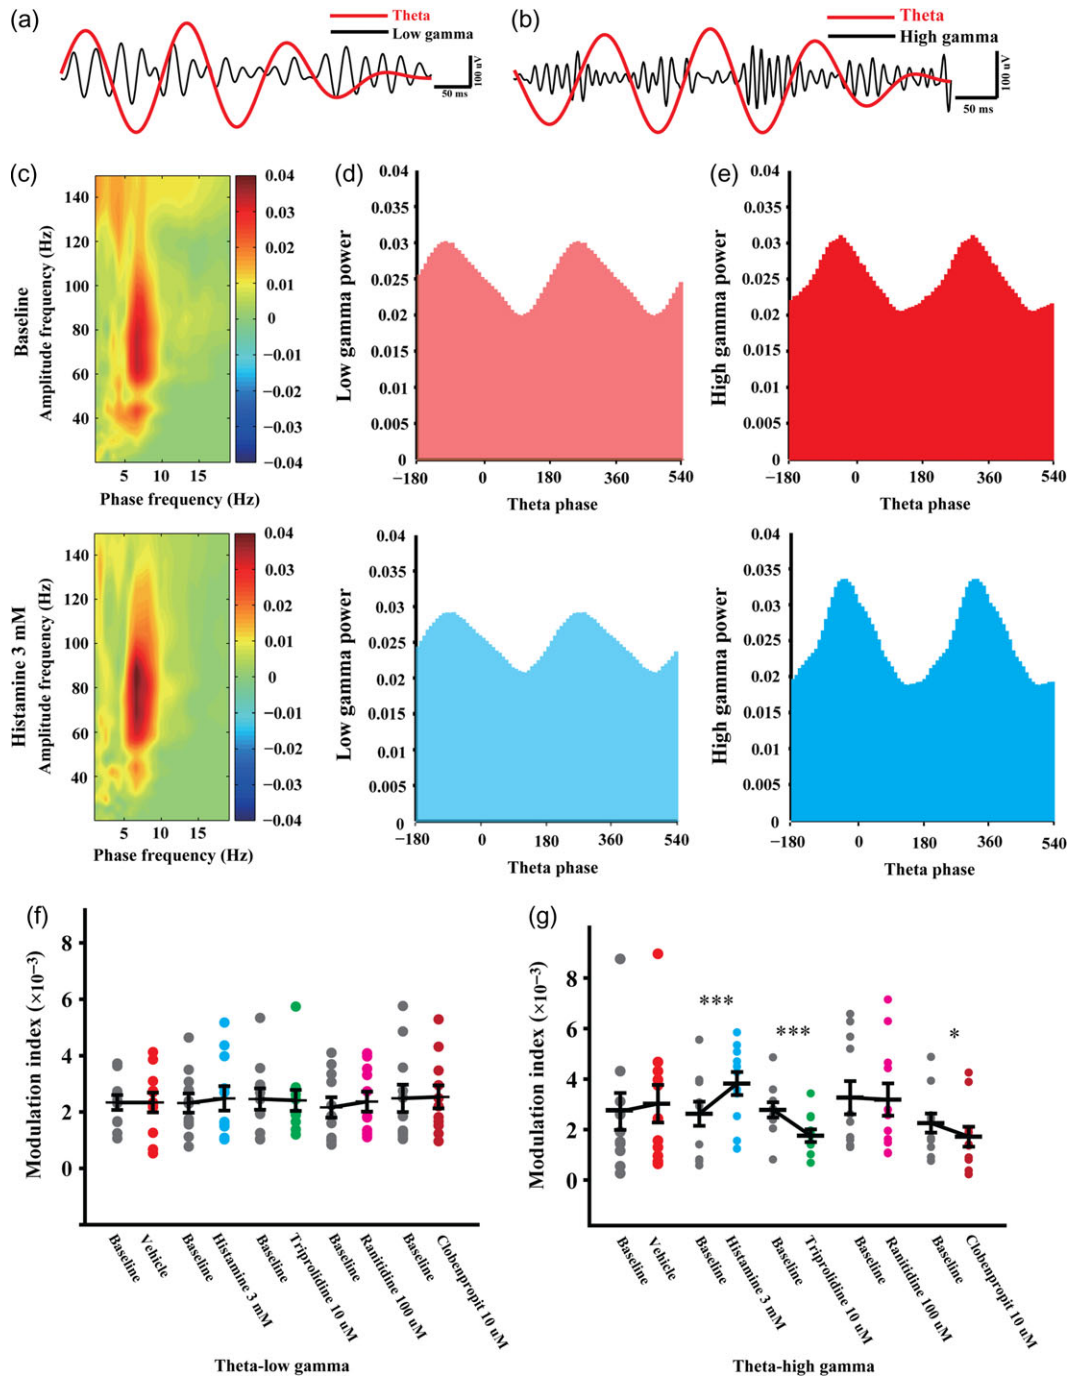 (a)
Theta
Low gamma
100 uV
50 ms
(b)
Theta
High gamma
100 uV
50 ms
(c)
Baseline
Amplitude frequency (Hz)
140
120
100
80
60
40
5 10 15
Phase frequency (Hz)
0.04
0.03
0.02
0.01
0
−0.01
−0.02
−0.03
−0.04
(d)
Low gamma power
0.04
0.035
0.03
0.025
0.02
0.015
0.01
0.005
0
−180 0 180 360 540
Theta phase
(e)
High gamma power
0.04
0.035
0.03
0.025
0.02
0.015
0.01
0.005
0
−180 0 180 360 540
Theta phase
Histamine 3 mM
Amplitude frequency (Hz)
140
120
100
80
60
40
5 10 15
Phase frequency (Hz)
0.04
0.03
0.02
0.01
0
−0.01
−0.02
−0.03
−0.04
Low gamma power
0.04
0.035
0.03
0.025
0.02
0.015
0.01
0.005
0
−180 0 180 360 540
Theta phase
High gamma power
0.04
0.035
0.03
0.025
0.02
0.015
0.01
0.005
0
−180 0 180 360 540
Theta phase
(f)
Modulation index (×10⁻³)
8
6
4
2
0
Baseline
Vehicle
Baseline
Histamine 3 mM
Baseline
Triprolidine 10 uM
Baseline
Ranitidine 100 uM
Baseline
Clobenpropit 10 uM
Theta-low gamma
(g)
Modulation index (×10⁻³)
8
6
4
2
0
***
***
*
Baseline
Vehicle
Baseline
Histamine 3 mM
Baseline
Triprolidine 10 uM
Baseline
Ranitidine 100 uM
Baseline
Clobenpropit 10 uM
Theta-high gamma